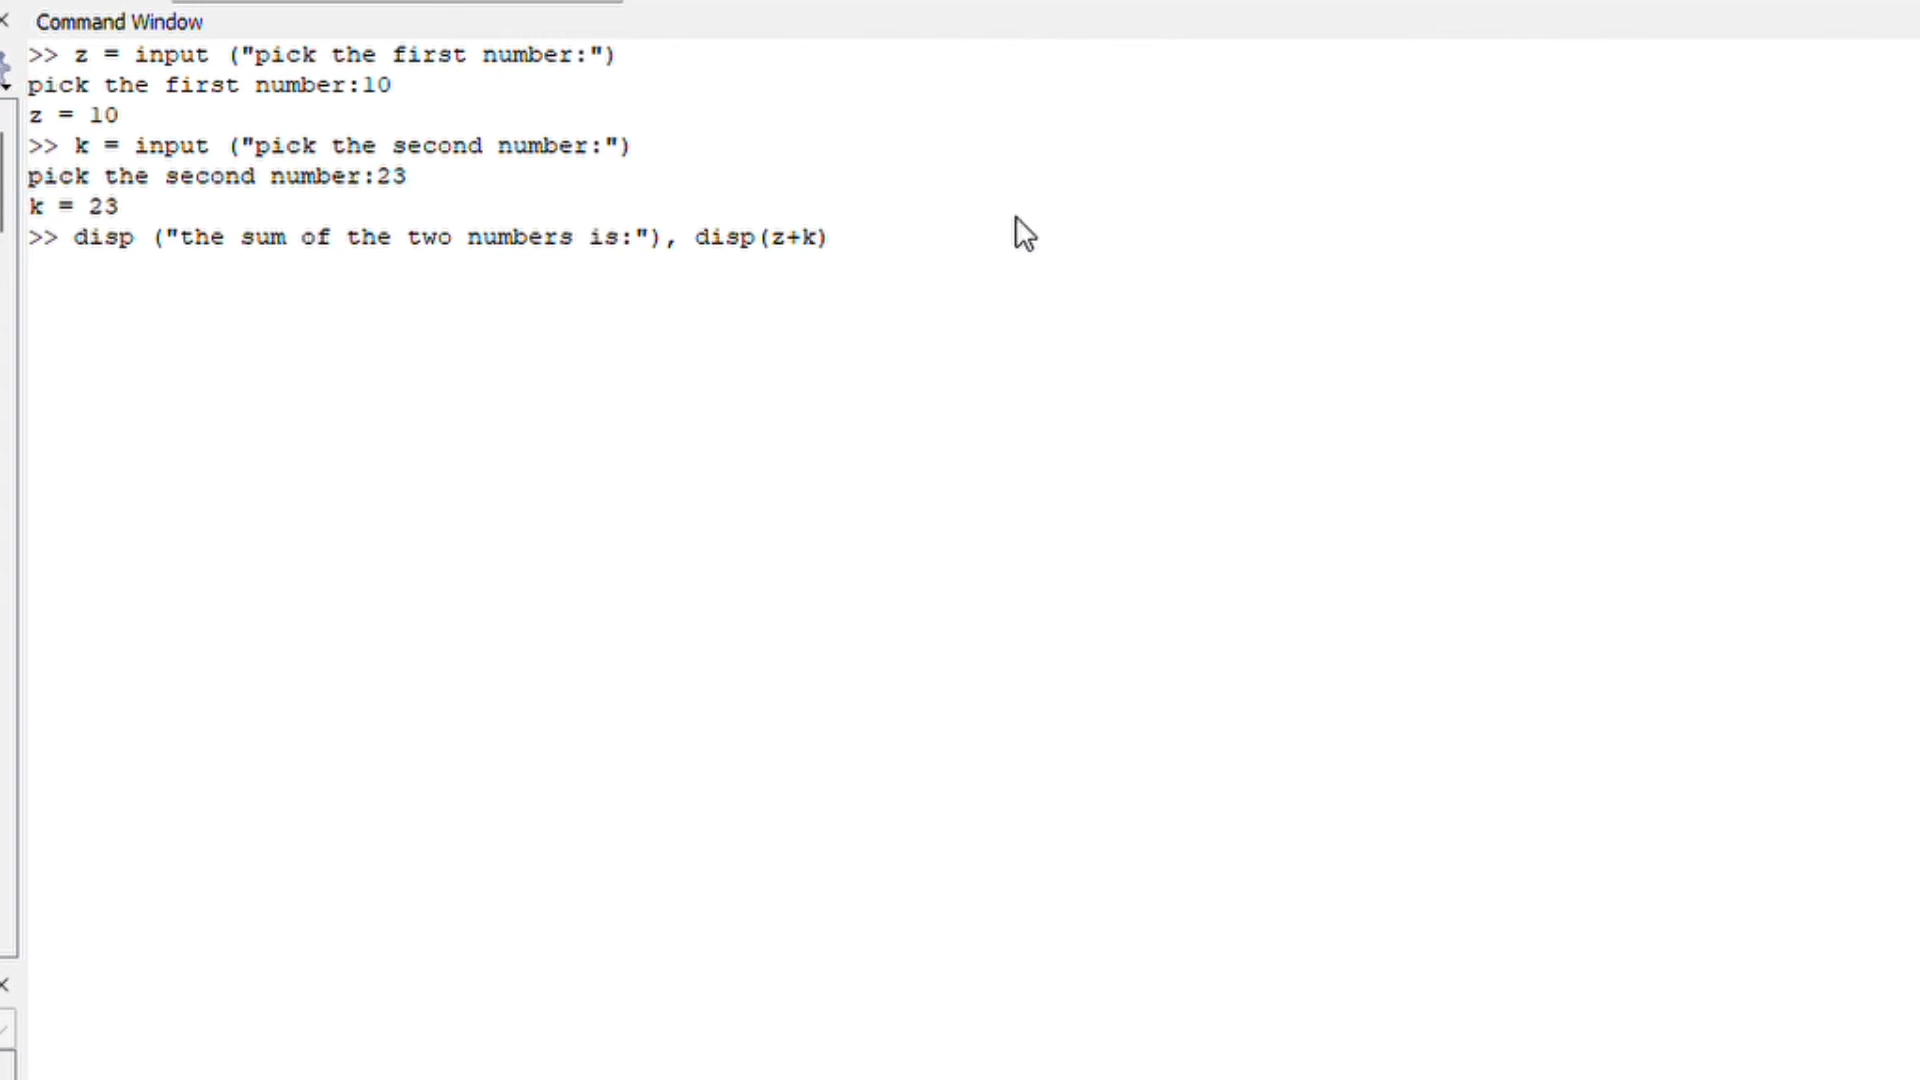 Command Window
>> z = input ("pick the first number:")
pick the first number:10
z = 10
>> k = input ("pick the second number:")
pick the second number:23
k = 23
>> disp ("the sum of the two numbers is:"), disp(z+k)